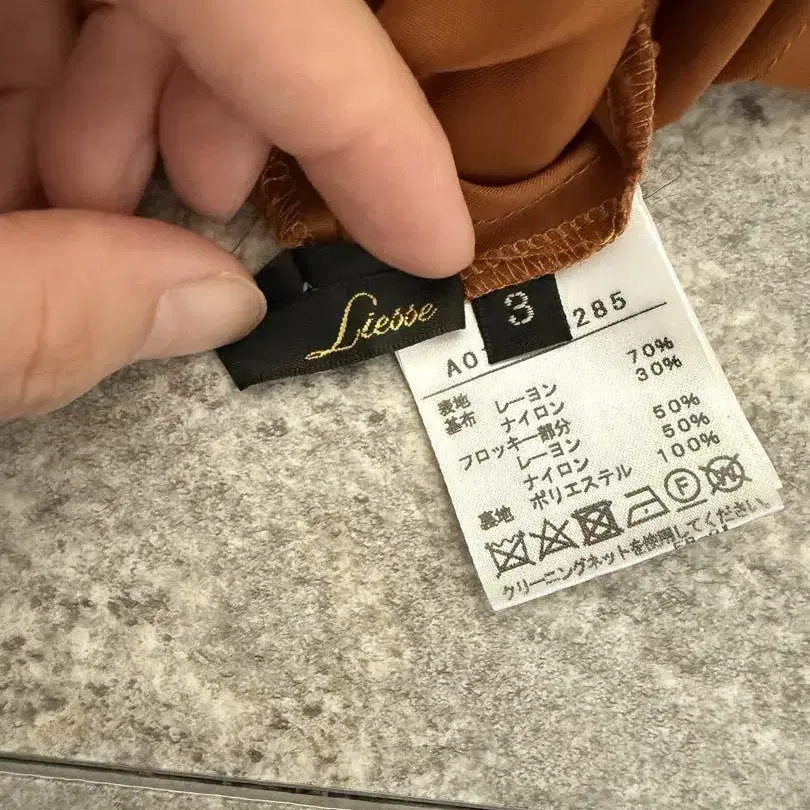 Liesse
3
A0 285
表地 レーヨン 70%
基布 ナイロン 30%
フロッキー部分
レーヨン 50%
ナイロン 50%
裏地 ポリエステル 100%
F W
クリーニングネットを使用してください。